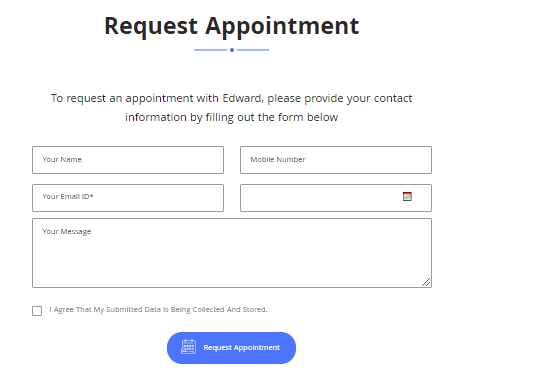 Request Appointment
To request an appointment with Edward, please provide your contact
information by filling out the form below
Your Name
Mobile Number
Your Email ID*
Your Message
I Agree That My Submitted Data Is Being Collected And Stored.
Request Appointment